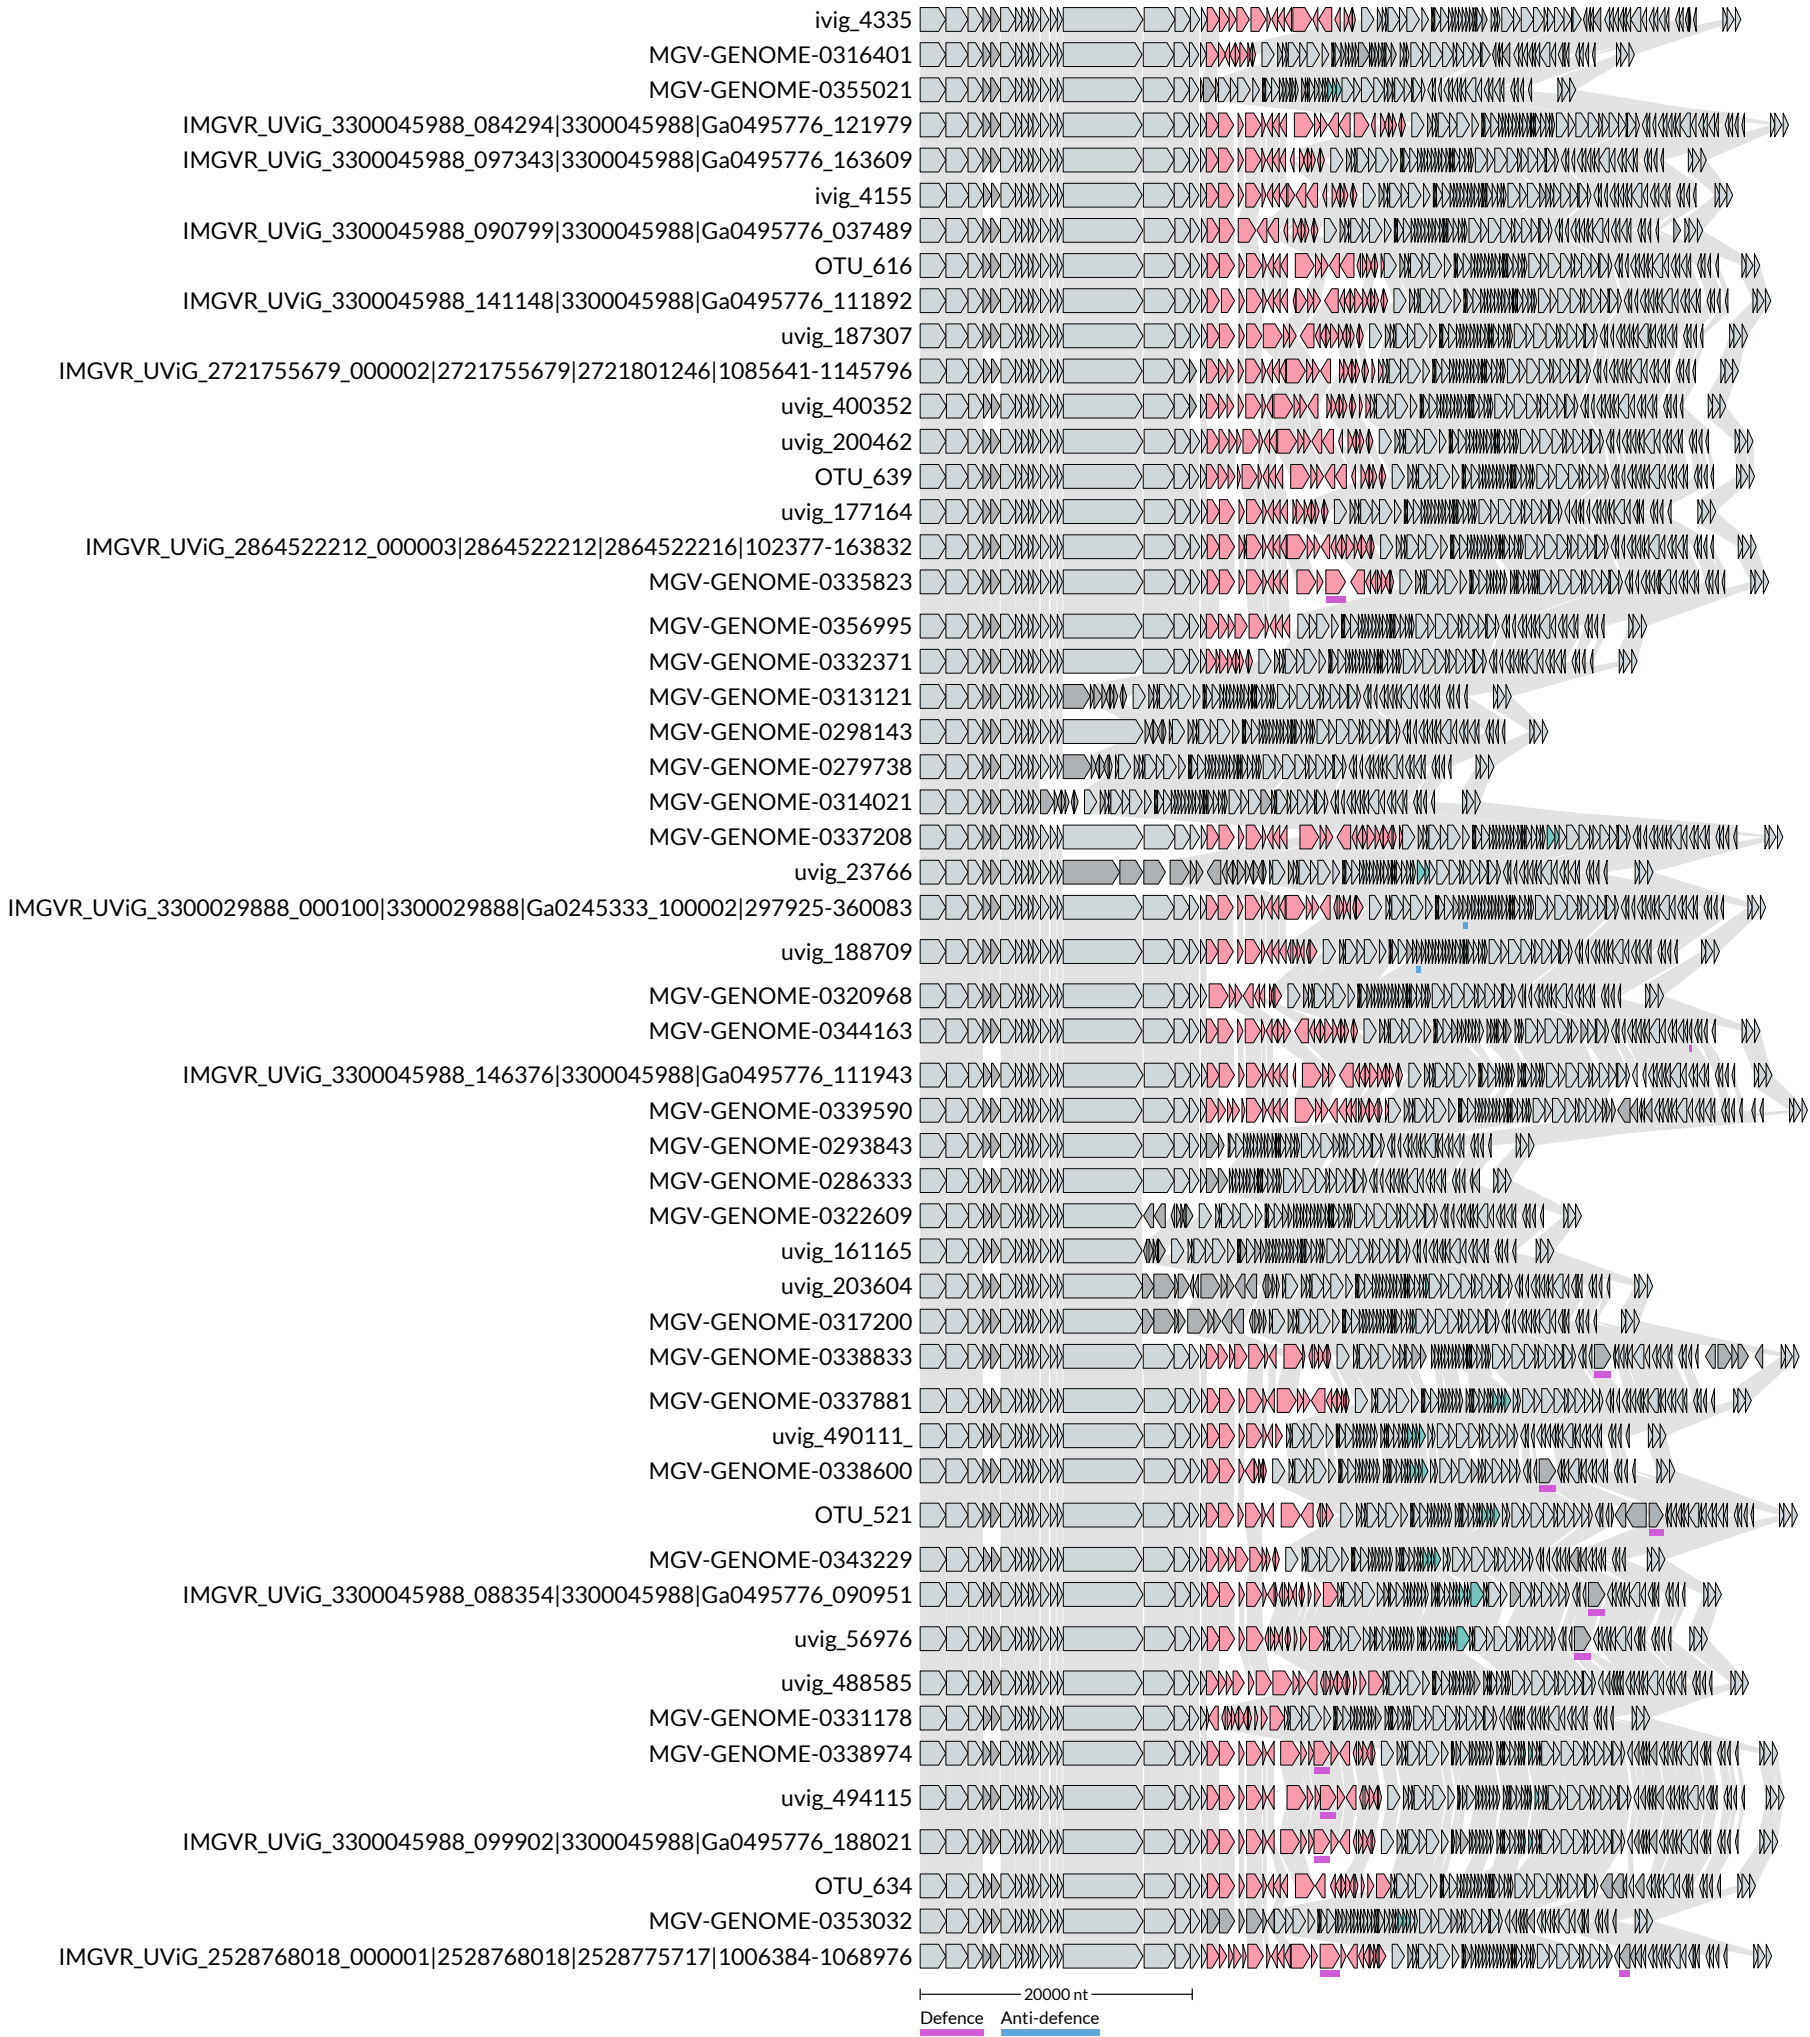 ivig_4335
MGV-GENOME-0316401
MGV-GENOME-0355021
IMGVR_UViG_3300045988_084294|3300045988|Ga0495776_121979
IMGVR_UViG_3300045988_097343|3300045988|Ga0495776_163609
ivig_4155
IMGVR_UViG_3300045988_090799|3300045988|Ga0495776_037489
OTU_616
IMGVR_UViG_3300045988_141148|3300045988|Ga0495776_111892
uvig_187307
IMGVR_UViG_2721755679_000002|2721755679|2721801246|1085641-1145796
uvig_400352
uvig_200462
OTU_639
uvig_177164
IMGVR_UViG_2864522212_000003|2864522212|2864522216|102377-163832
MGV-GENOME-0335823
MGV-GENOME-0356995
MGV-GENOME-0332371
MGV-GENOME-0313121
MGV-GENOME-0298143
MGV-GENOME-0279738
MGV-GENOME-0314021
MGV-GENOME-0337208
uvig_23766
IMGVR_UViG_3300029888_000100|3300029888|Ga0245333_100002|297925-360083
uvig_188709
MGV-GENOME-0320968
MGV-GENOME-0344163
IMGVR_UViG_3300045988_146376|3300045988|Ga0495776_111943
MGV-GENOME-0339590
MGV-GENOME-0293843
MGV-GENOME-0286333
MGV-GENOME-0322609
uvig_161165
uvig_203604
MGV-GENOME-0317200
MGV-GENOME-0338833
MGV-GENOME-0337881
uvig_490111_
MGV-GENOME-0338600
OTU_521
MGV-GENOME-0343229
IMGVR_UViG_3300045988_088354|3300045988|Ga0495776_090951
uvig_56976
uvig_488585
MGV-GENOME-0331178
MGV-GENOME-0338974
uvig_494115
IMGVR_UViG_3300045988_099902|3300045988|Ga0495776_188021
OTU_634
MGV-GENOME-0353032
IMGVR_UViG_2528768018_000001|2528768018|2528775717|1006384-1068976
20000 nt
Defence Anti-defence